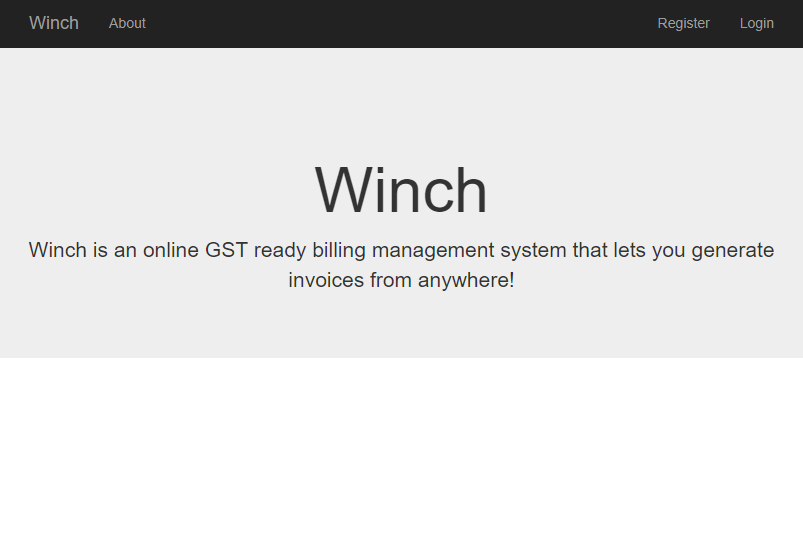 Winch About Register Login
Winch
Winch is an online GST ready billing management system that lets you generate
invoices from anywhere!